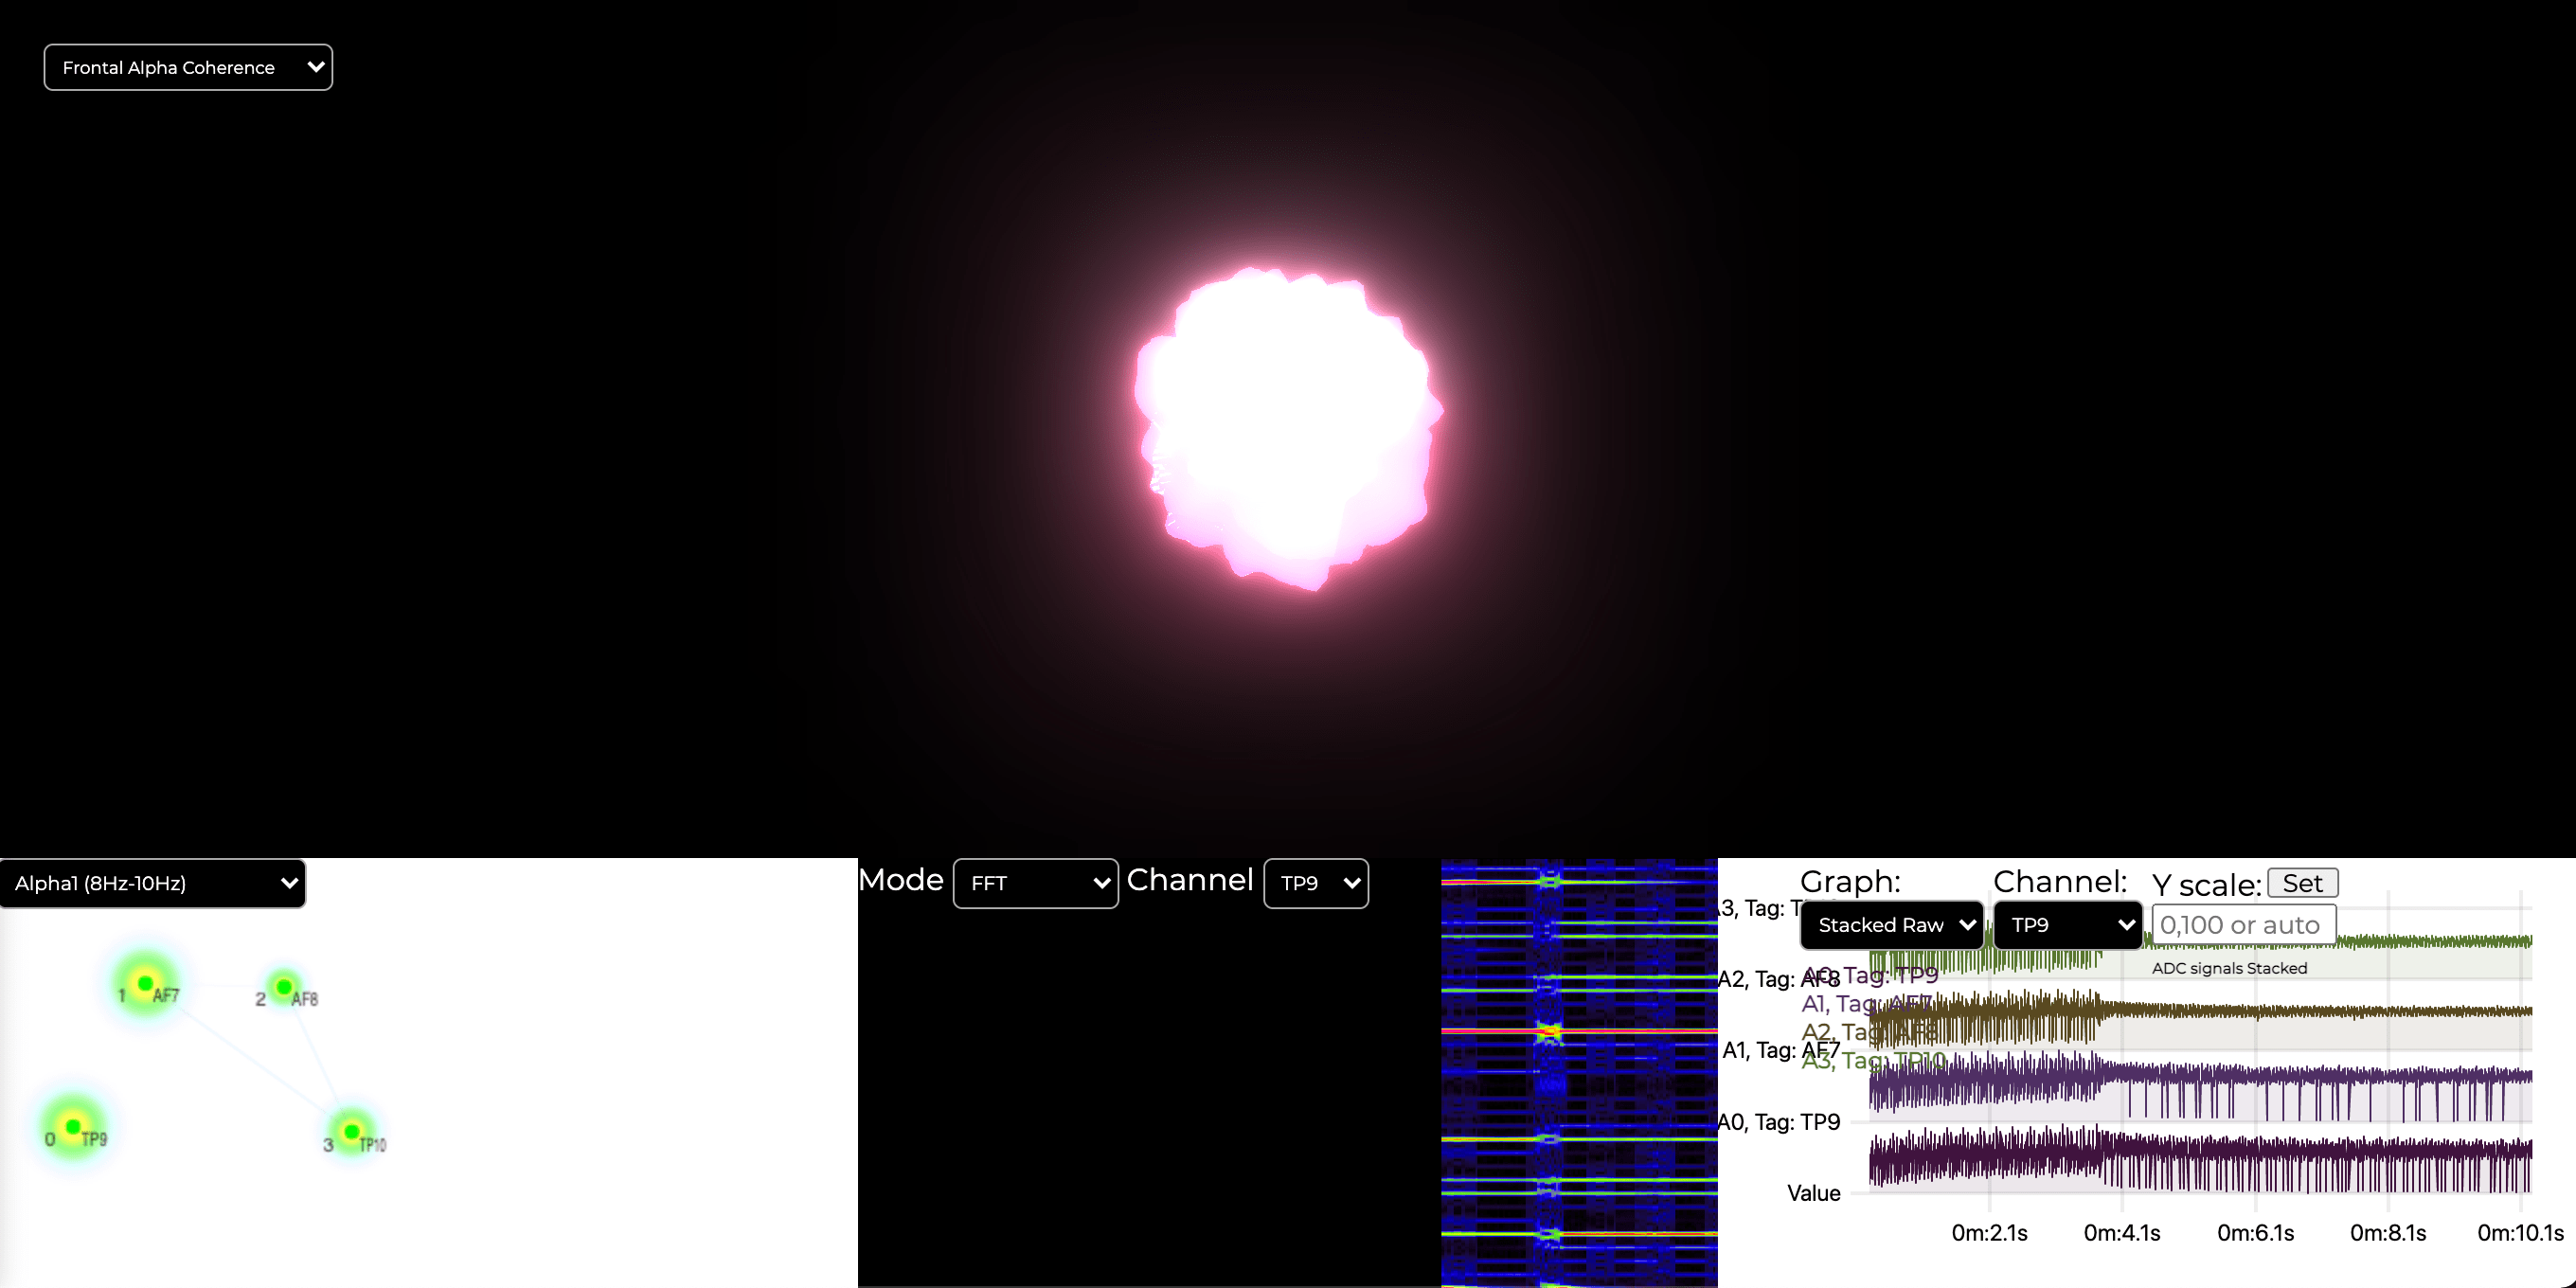 Frontal Alpha Coherence
Alpha1 (8Hz-10Hz)
1 AF7
2 AF8
0 TP9
3 TP10
Mode FFT Channel TP9
Graph: Channel: Y scale: Set
Stacked Raw TP9 0,100 or auto
ADC signals Stacked
A3, Tag:
A2, Tag: AF8
A1, Tag: AF7
A0, Tag: TP9
Value
A0, Tag: TP9
A1, Tag: AF7
A2, Tag: AF8
A3, Tag: TP10
0m:2.1s 0m:4.1s 0m:6.1s 0m:8.1s 0m:10.1s